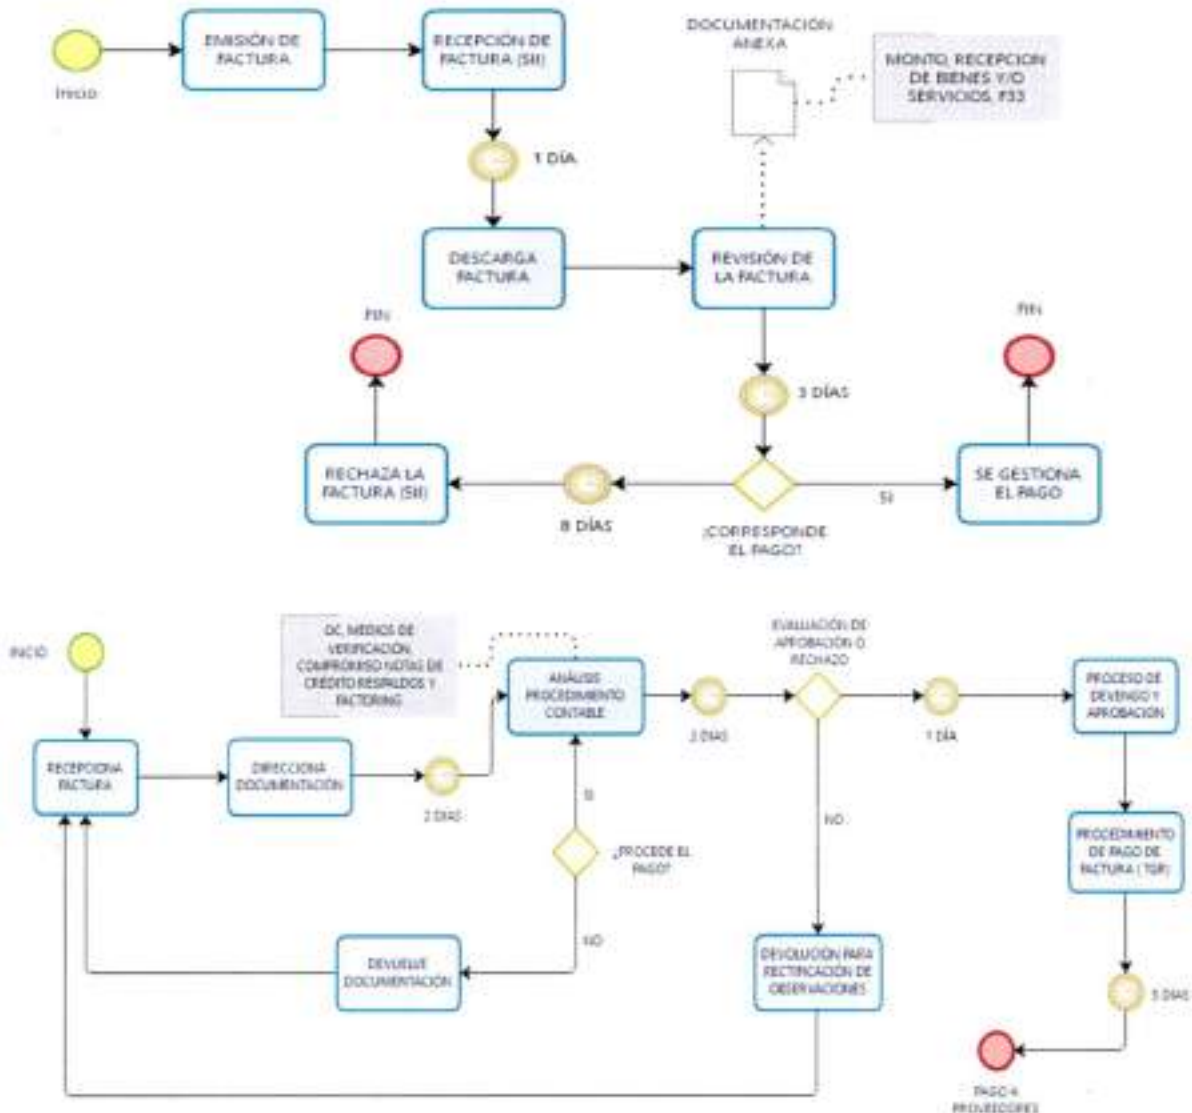 EMISIÓN DE
FACTURA
RECEPCIÓN DE
FACTURA (SII)
Inicio
DOCUMENTACIÓN
ANEXA
MONTO, RECEPCION
DE BIENES Y/O
SERVICIOS, F33
1 DÍA
DESCARGA
FACTURA
REVISIÓN DE
LA FACTURA
FIN
FIN
3 DÍAS
RECHAZA LA
FACTURA (SII)
8 DÍAS
SI
SE GESTIONA
EL PAGO
¿CORRESPONDE
EL PAGO?
INICIO
OC, MEDIOS DE
VERIFICACIÓN,
COMPROMISO NOTAS DE
CRÉDITO RESPALDOS Y
FACTORING
EVALUACIÓN DE
APROBACIÓN O
RECHAZO
ANÁLISIS
PROCEDIMIENTO
CONTABLE
2 DIAS
1 DÍA
PROCESO DE
DEVENGO Y
APROBACIÓN
RECEPCIONA
FACTURA
DIRECCIONA
DOCUMENTACIÓN
2 DIAS
SI
NO
¿PROCEDE EL
PAGO?
PROCEDIMIENTO
DE PAGO DE
FACTURA (TGR)
NO
DEVUELVE
DOCUMENTACIÓN
DEVOLUCIÓN PARA
RECTIFICACIÓN DE
OBSERVACIONES
DIAS
PAGO A
PROVEEDORES